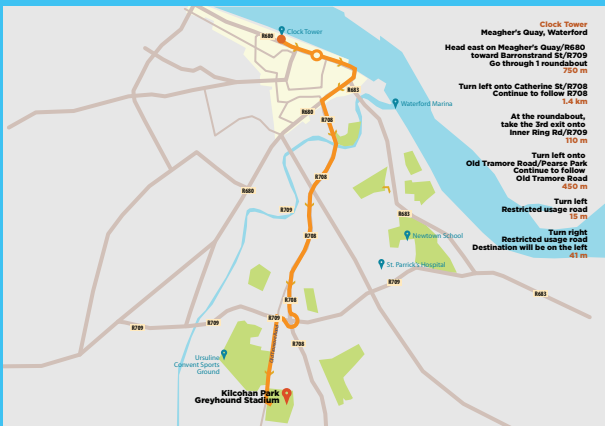 Clock Tower
Meagher's Quay, Waterford
Head east on Meagher's Quay/R680
toward Barronstrand St/R709
Go through 1 roundabout
750 m
Turn left onto Catherine St/R708
Continue to follow R708
1.4 km
At the roundabout,
take the 3rd exit onto
Inner Ring Rd/R709
110 m
Turn left onto
Old Tramore Road/Pearse Park
Continue to follow
Old Tramore Road
450 m
Turn left
Restricted usage road
15 m
Turn right
Restricted usage road
Destination will be on the left
41 m
R680
Clock Tower
R683
Waterford Marina
R680
R708
R708
R680
R709
R683
R708
Newtown School
St. Parrick's Hospital
R709
R683
R708
R709
R709
R709
R708
Ursuline
Convent Sports
Ground
Kilcohan Park
Greyhound Stadium